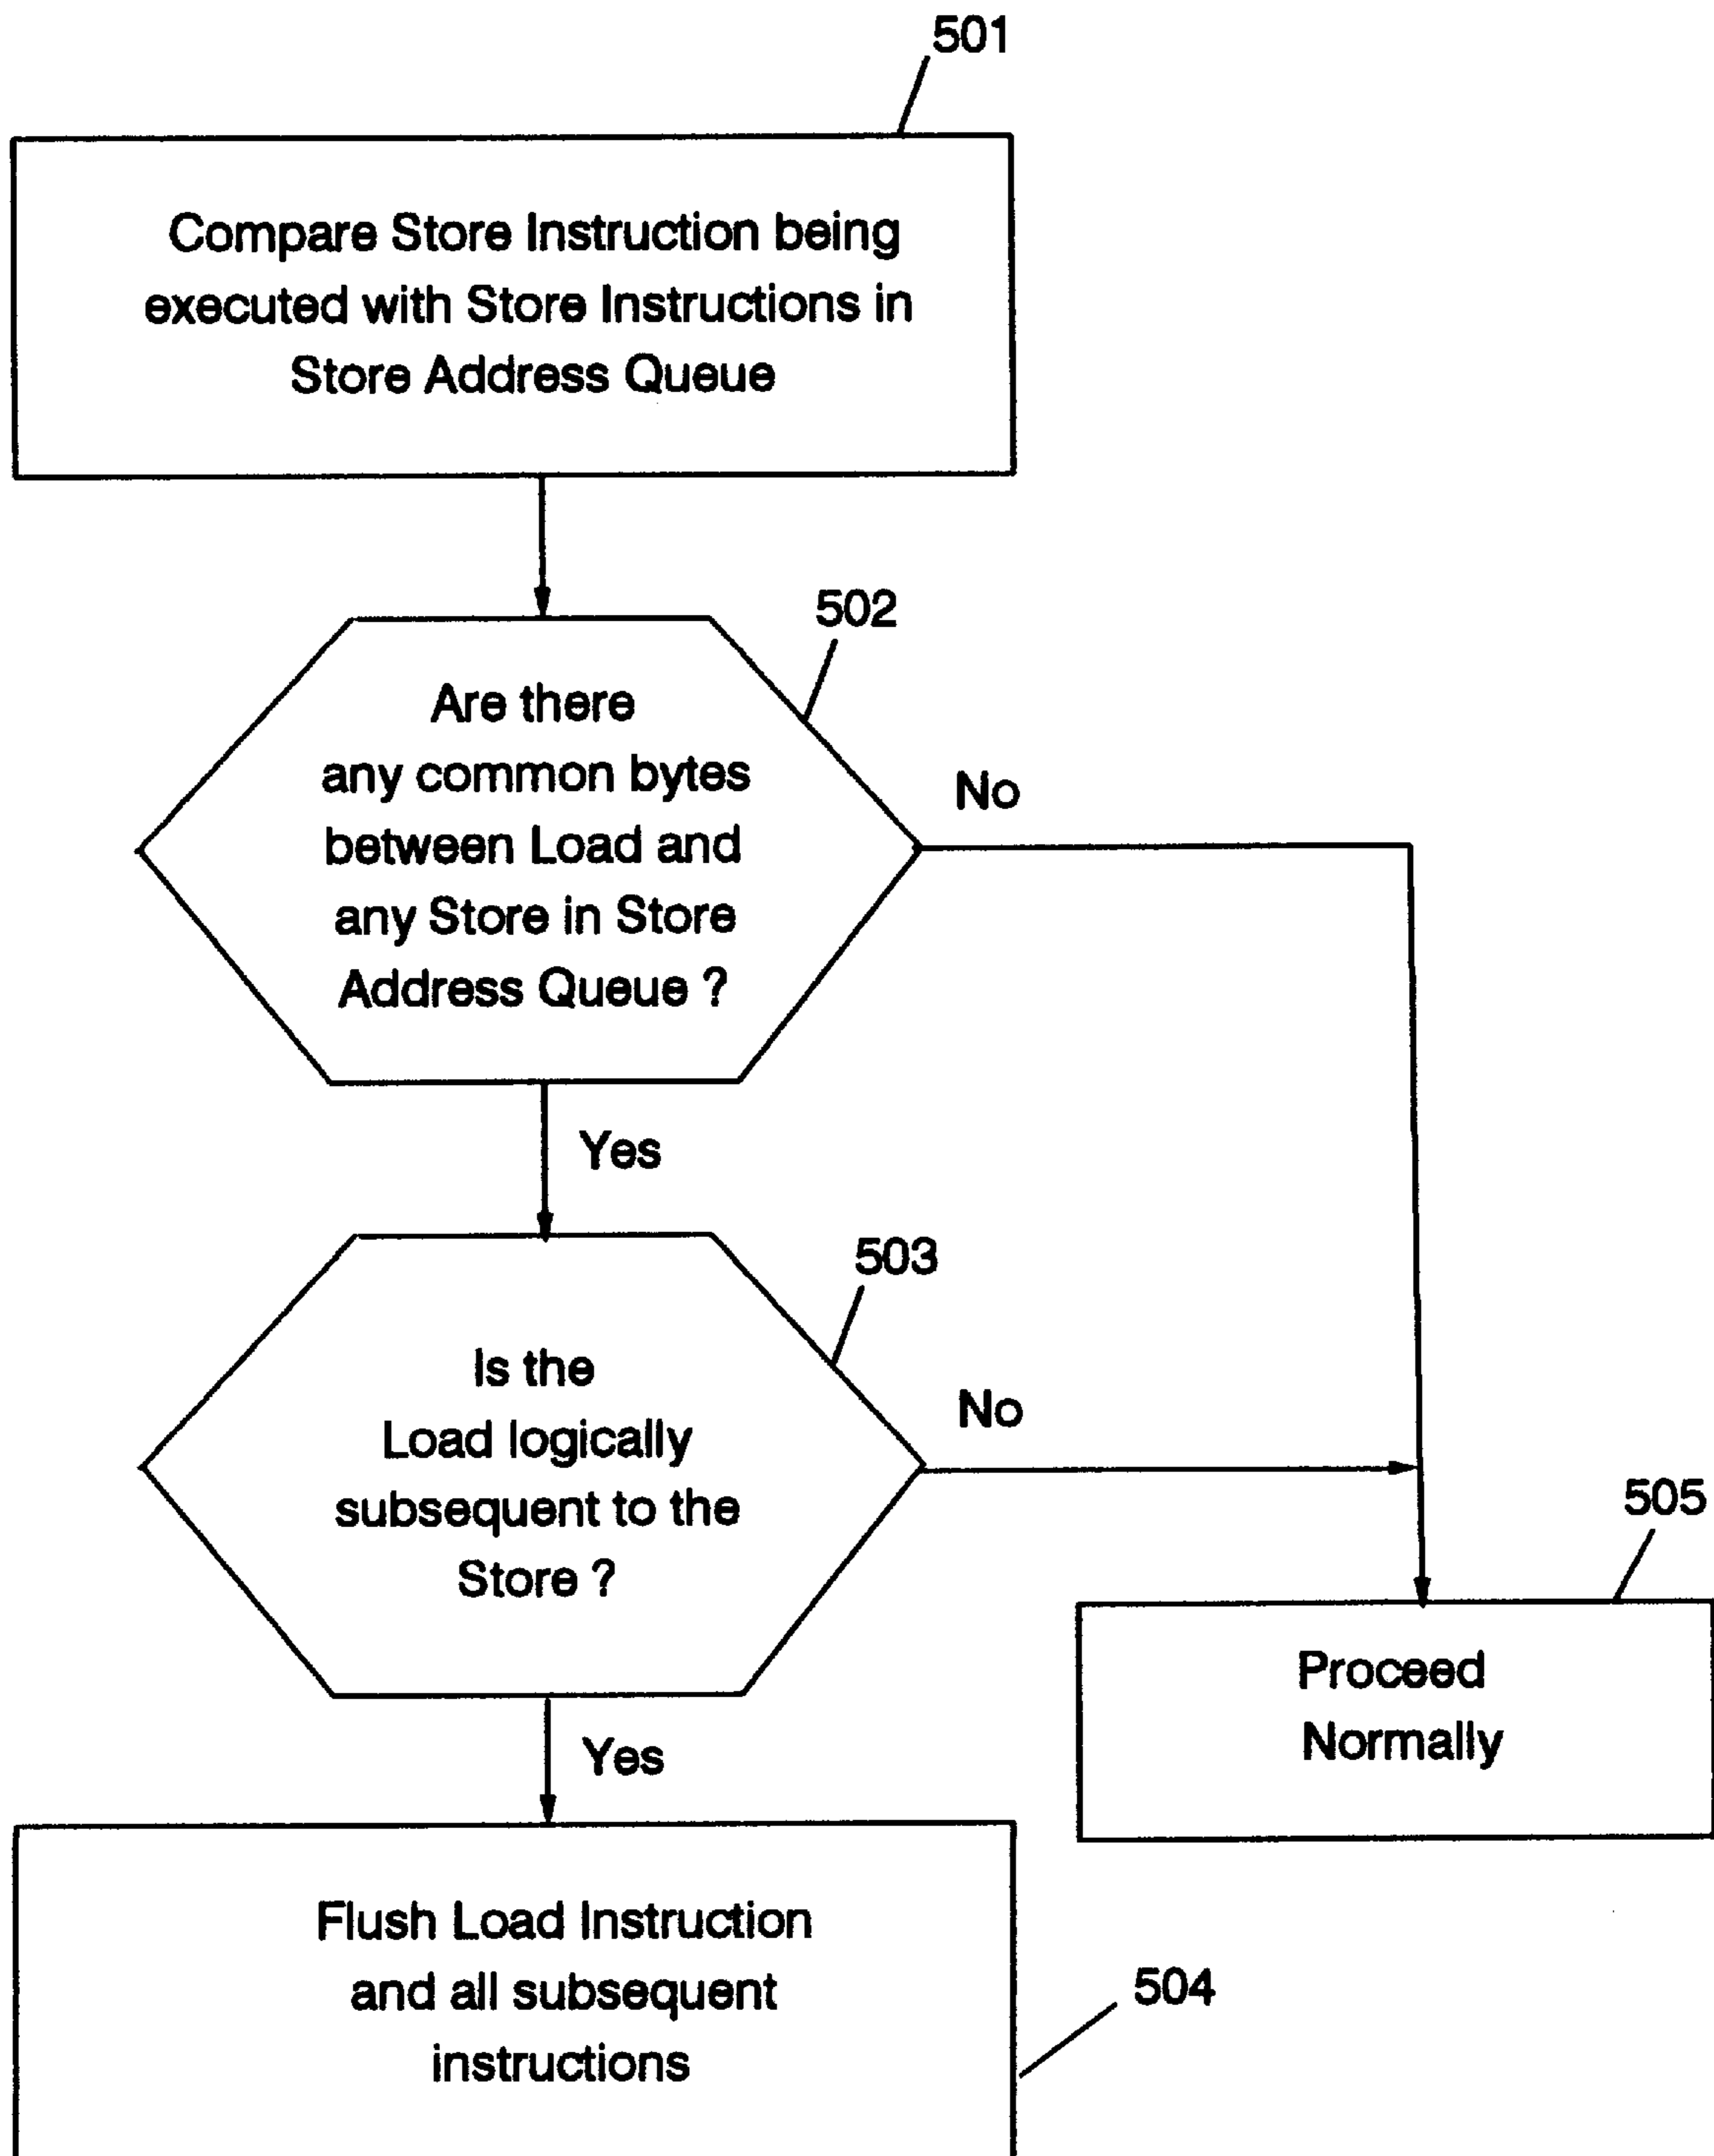 501
Compare Store Instruction being
executed with Store Instructions in
Store Address Queue
502
Are there
any common bytes
between Load and
any Store in Store
Address Queue ?
No
Yes
503
Is the
Load logically
subsequent to the
Store ?
No
505
Proceed
Normally
Yes
Flush Load Instruction
and all subsequent
instructions
504